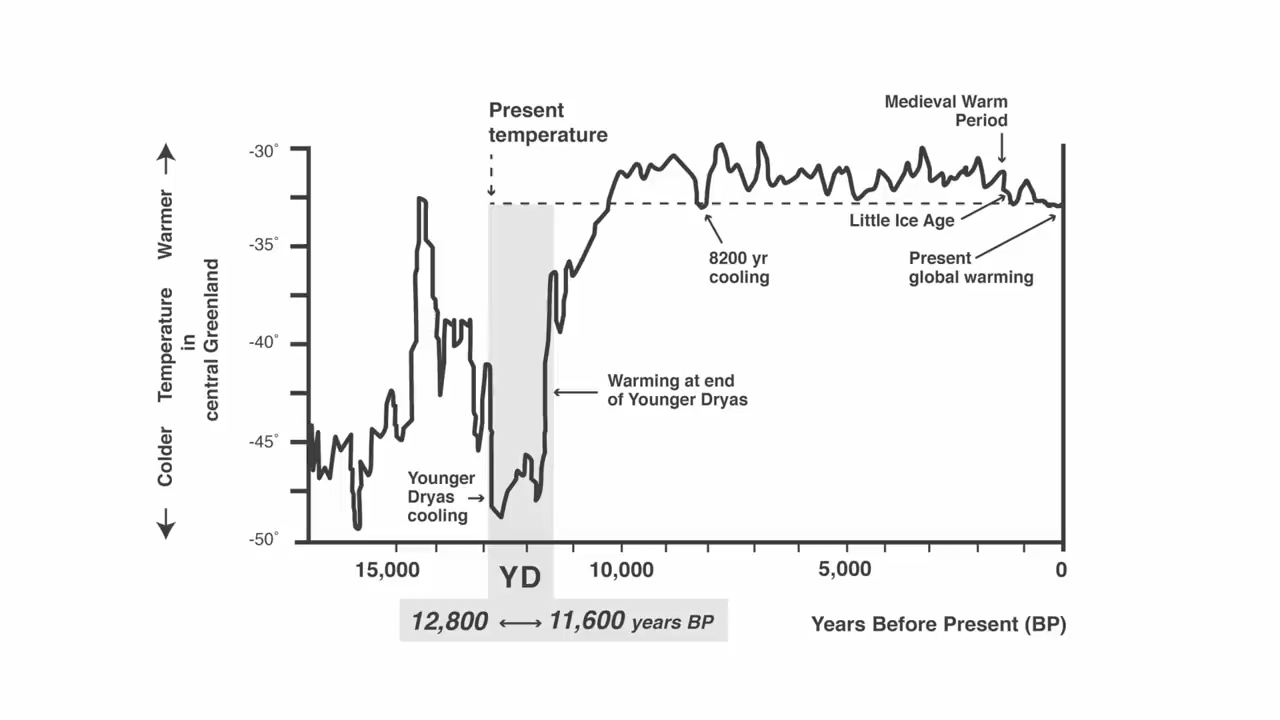 Medieval Warm
Period
Present
temperature
-30°
-35°
-40°
-45°
-50°
Colder Temperature Warmer
in
central Greenland
Little Ice Age
8200 yr
cooling
Present
global warming
Warming at end
of Younger Dryas
Younger
Dryas
cooling
15,000
YD
10,000
5,000
0
12,800 11,600 years BP
Years Before Present (BP)